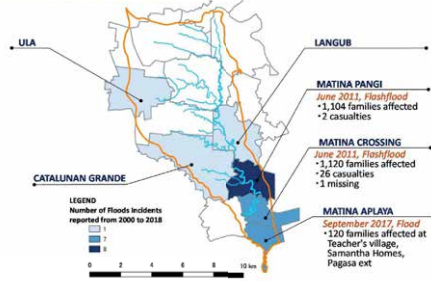 ULA
LANGUB
MATINA PANGI
June 2011, Flashflood
•1,104 families affected
•2 casualties
MATINA CROSSING
June 2011, Flashflood
•1,120 families affected
•26 casualties
•1 missing
CATALUNAN GRANDE
MATINA APLAYA
September 2017, Flood
•120 families affected at
Teacher's village,
Samantha Homes,
Pagasa ext
LEGEND
Number of Floods Incidents
reported from 2000 to 2018
1
7
8
0 2 4 6 8 10 km